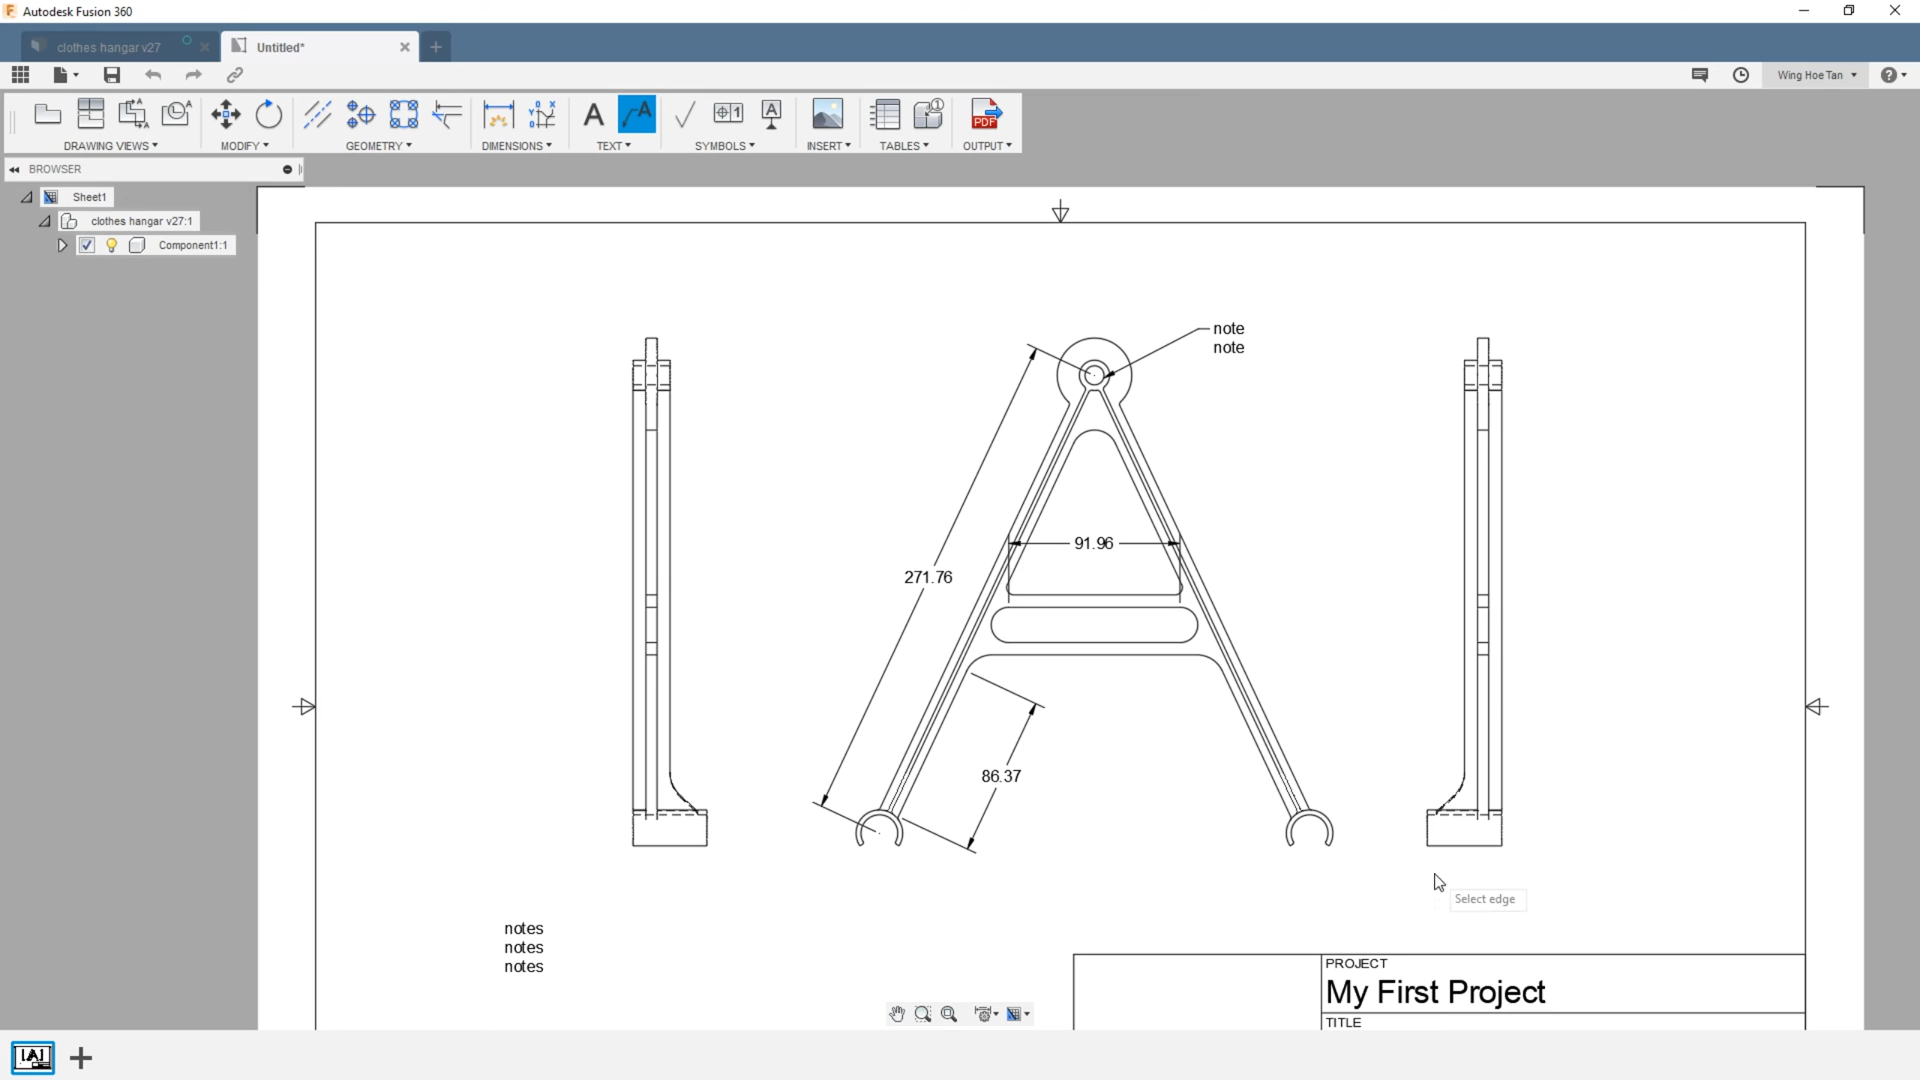 Autodesk Fusion 360
clothes hangar v27
Untitled*
Wing Hoe Tan
DRAWING VIEWS
MODIFY
GEOMETRY
DIMENSIONS
TEXT
SYMBOLS
INSERT
TABLES
OUTPUT
PDF
BROWSER
Sheet1
clothes hangar v27:1
Component1:1
note
note
91.96
271.76
86.37
Select edge
notes
notes
notes
PROJECT
My First Project
TITLE